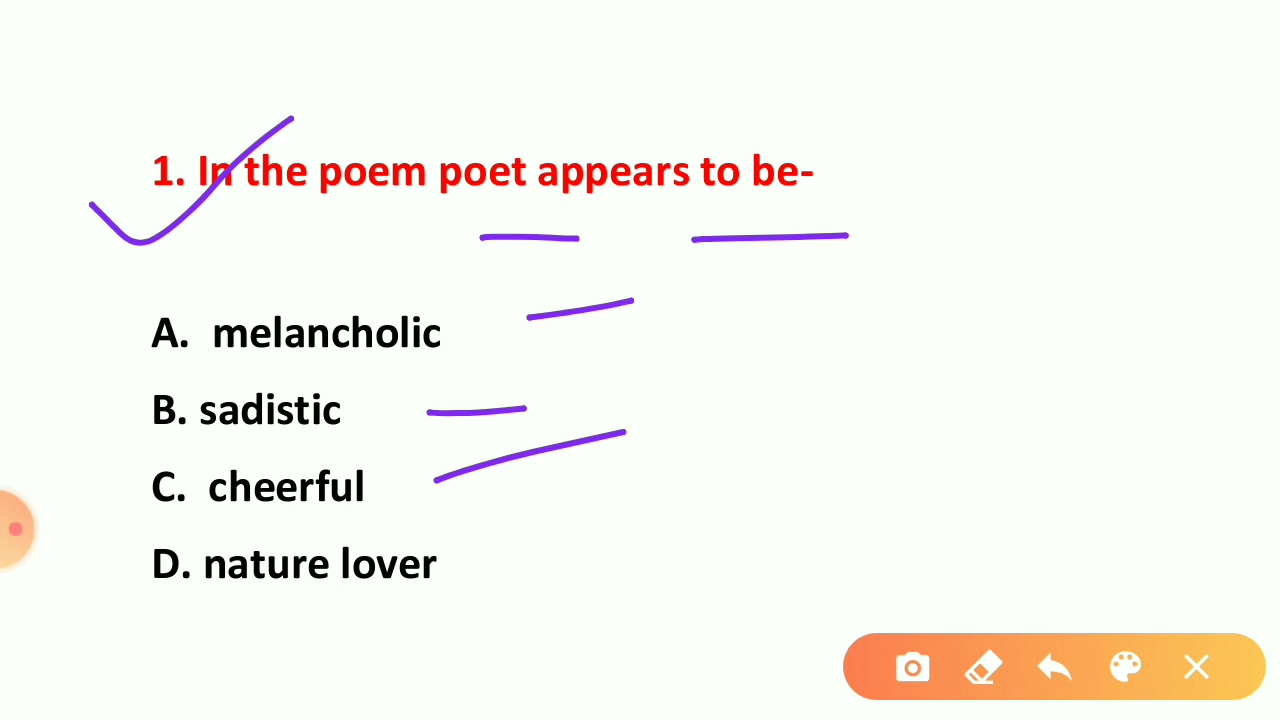 1. In the poem poet appears to be-
A. melancholic
B. sadistic
C. cheerful
D. nature lover